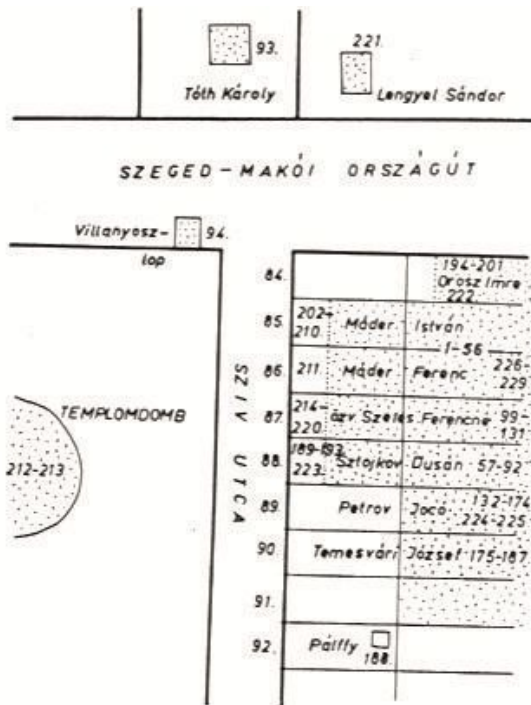 93.
221.
Tóth Károly
Lengyel Sándor
SZEGED-MAKÓI ORSZÁGÚT
Villanyosz-
94.
lop
84.
194-201
Orosz Imre
222.
85.
202-
210.
Máder István
1-56
86.
211.
Máder Ferenc
226-
229
87.
214-
220.
özv Szeles Ferencne
99-
131
88.
189-193.
223.
Sztojkov Dusán 57-92
89.
Petrov Jocó
132-174
224-225
90.
Temesvári József 175-187.
91.
92.
Pálffy
188.
SZIV UTCA
TEMPLOMDOMB
212-213